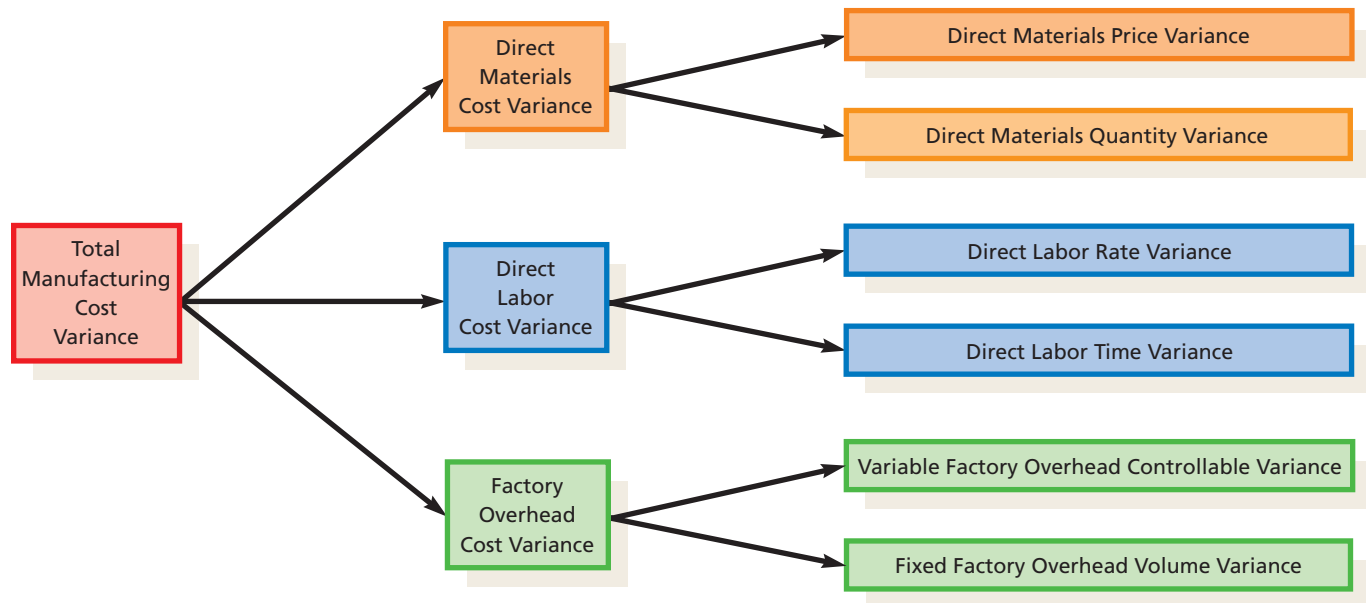 Total
Manufacturing
Cost
Variance
Direct
Materials
Cost Variance
Direct Materials Price Variance
Direct Materials Quantity Variance
Direct
Labor
Cost Variance
Direct Labor Rate Variance
Direct Labor Time Variance
Factory
Overhead
Cost Variance
Variable Factory Overhead Controllable Variance
Fixed Factory Overhead Volume Variance